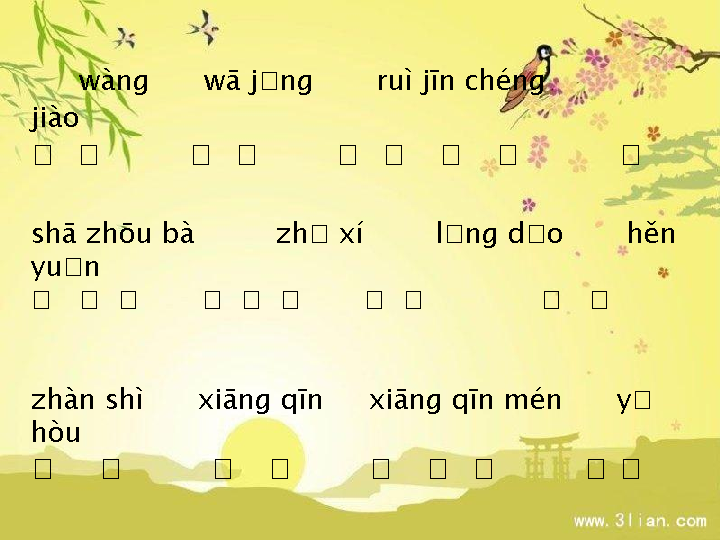 wàng wā j□ng ruì jīn chéng
jiào
□ □ □ □ □ □ □ □ □
shā zhōu bà zh□ xí l□ng d□o hěn
yu□n
□ □ □ □ □ □ □ □ □ □
zhàn shì xiāng qīn xiāng qīn mén y□
hòu
□ □ □ □ □ □ □ □ □
www.3lian.com